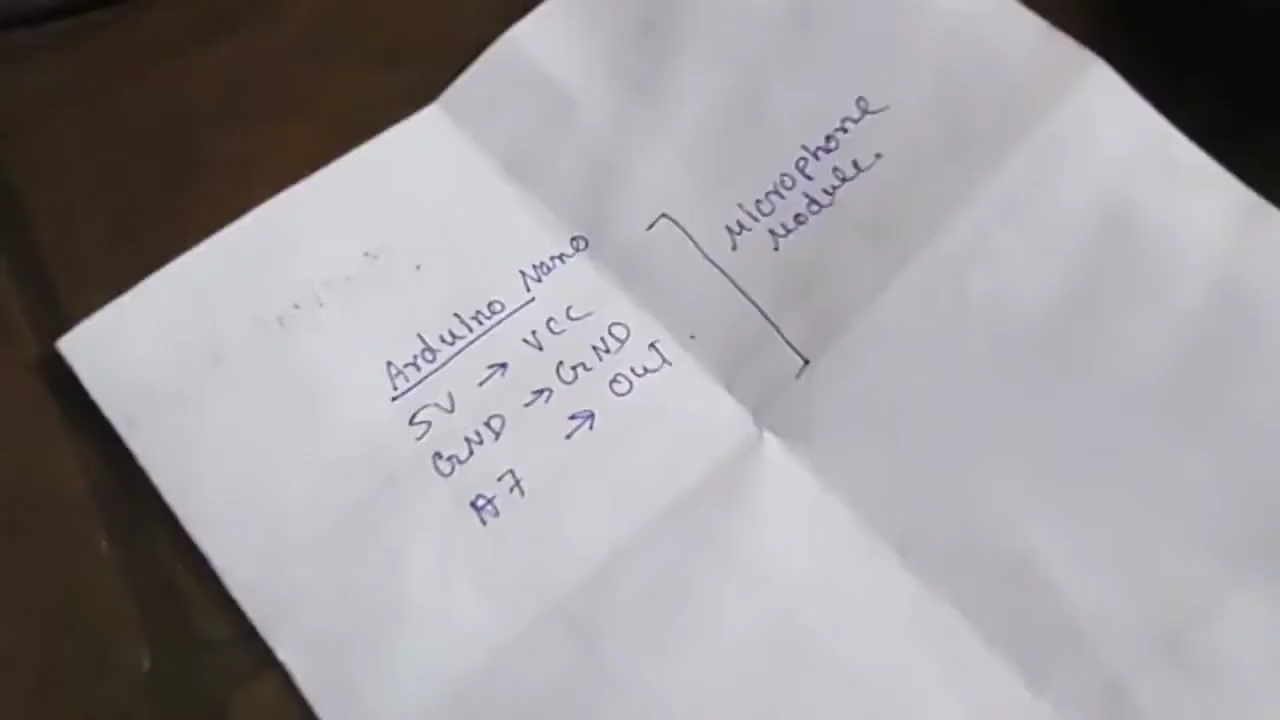 Arduino Nano
5V → VCC
GND → GND
A7 → OUT
Microphone
Module.